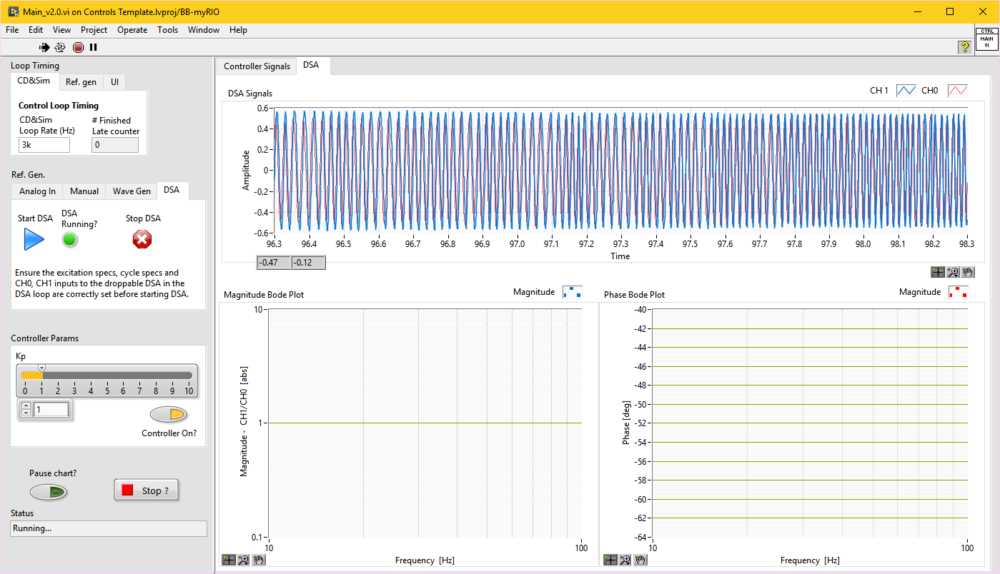 Main_v2.0.vi on Controls Template.lvproj/BB-myRIO
File Edit View Project Operate Tools Window Help
CTRL
MAIN
VI
?
Loop Timing
CD&Sim Ref. gen UI
Control Loop Timing
CD&Sim
Loop Rate (Hz)
# Finished
Late counter
3k
0
Ref. Gen.
Analog In Manual Wave Gen DSA
Start DSA
DSA
Running?
Stop DSA
Ensure the excitation specs, cycle specs and
CH0, CH1 inputs to the droppable DSA in the
DSA loop are correctly set before starting DSA.
Controller Params
Kp
0 1 2 3 4 5 6 7 8 9 10
1
Controller On?
Pause chart?
Stop ?
Status
Running...
Controller Signals DSA
DSA Signals
CH 1 CH0
Amplitude
0.6
0.4
0.2
0
-0.2
-0.4
-0.6
96.3 96.4 96.5 96.6 96.7 96.8 96.9 97.0 97.1 97.2 97.3 97.4 97.5 97.6 97.7 97.8 97.9 98.0 98.1 98.2 98.3
Time
-0.47 -0.12
Magnitude Bode Plot
Magnitude
Magnitude - CH1/CH0 [abs]
10
1
0.1
10 100
Frequency [Hz]
Phase Bode Plot
Magnitude
Phase [deg]
-40
-42
-44
-46
-48
-50
-52
-54
-56
-58
-60
-62
-64
10 100
Frequency [Hz]